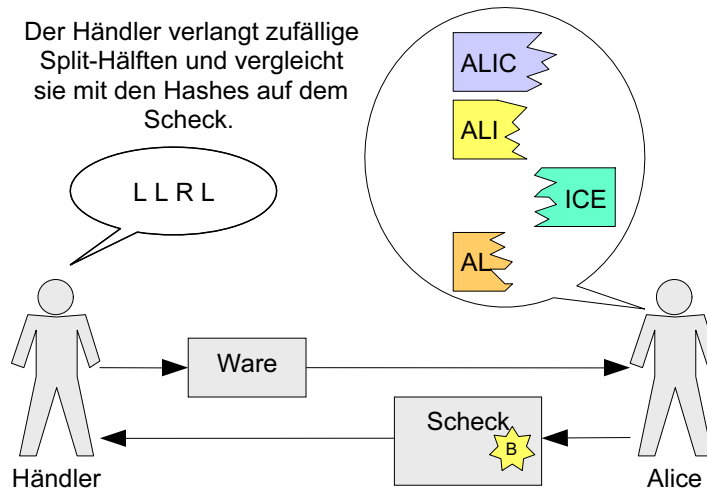 Der Händler verlangt zufällige
Split-Hälften und vergleicht
sie mit den Hashes auf dem
Scheck.
ALIC
ALI
L L R L
ICE
AL
Ware
Scheck
B
Händler
Alice